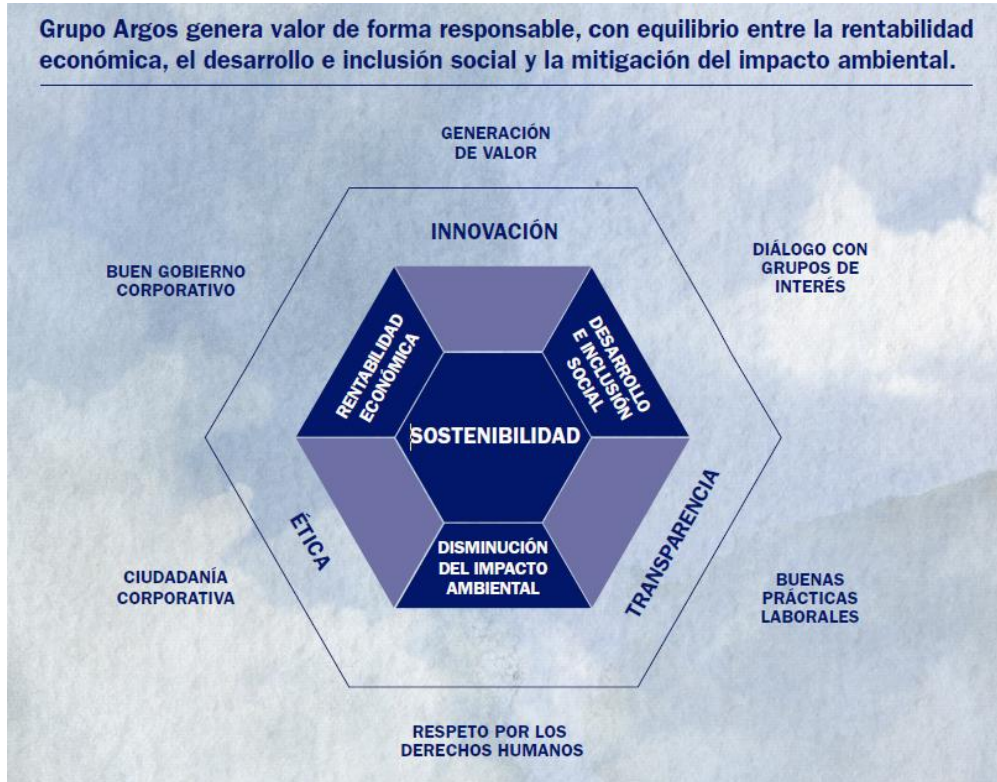 Grupo Argos genera valor de forma responsable, con equilibrio entre la rentabilidad
económica, el desarrollo e inclusión social y la mitigación del impacto ambiental.
GENERACIÓN
DE VALOR
INNOVACIÓN
BUEN GOBIERNO
CORPORATIVO
DIÁLOGO CON
GRUPOS DE
INTERÉS
RENTABILIDAD
ECONÓMICA
DESARROLLO
E INCLUSIÓN
SOCIAL
SOSTENIBILIDAD
ÉTICA
DISMINUCIÓN
DEL IMPACTO
AMBIENTAL
TRANSPARENCIA
CIUDADANÍA
CORPORATIVA
BUENAS
PRÁCTICAS
LABORALES
RESPETO POR LOS
DERECHOS HUMANOS